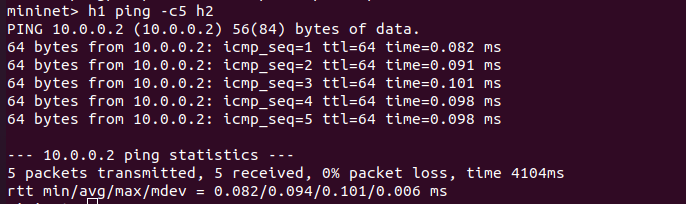 mininet> h1 ping -c5 h2
PING 10.0.0.2 (10.0.0.2) 56(84) bytes of data.
64 bytes from 10.0.0.2: icmp_seq=1 ttl=64 time=0.082 ms
64 bytes from 10.0.0.2: icmp_seq=2 ttl=64 time=0.091 ms
64 bytes from 10.0.0.2: icmp_seq=3 ttl=64 time=0.101 ms
64 bytes from 10.0.0.2: icmp_seq=4 ttl=64 time=0.098 ms
64 bytes from 10.0.0.2: icmp_seq=5 ttl=64 time=0.098 ms
--- 10.0.0.2 ping statistics ---
5 packets transmitted, 5 received, 0% packet loss, time 4104ms
rtt min/avg/max/mdev = 0.082/0.094/0.101/0.006 ms